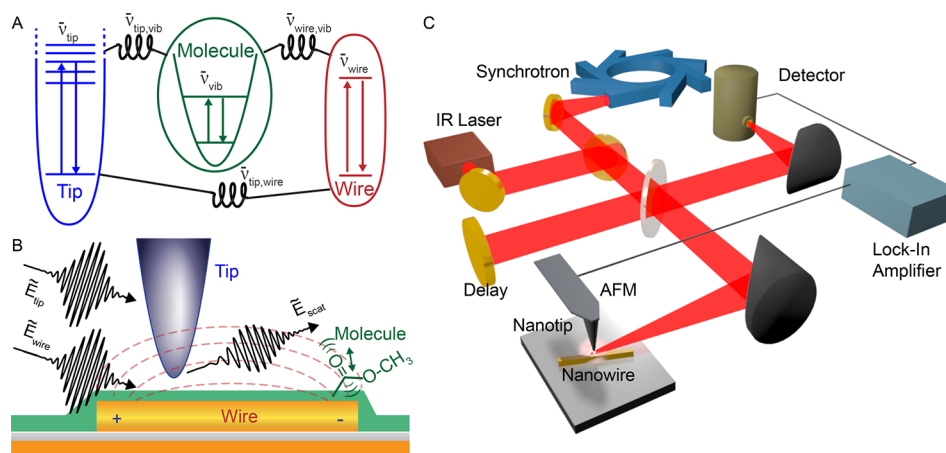 A
ν̄tip
ν̄tip,vib
Molecule
ν̄wire,vib
ν̄wire
ν̄vib
Tip
ν̄tip,wire
Wire
B
Ẽtip
Tip
Ẽscat
Ẽwire
Molecule
O
O-CH3
+
Wire
-
C
Synchrotron
Detector
IR Laser
Lock-In
Amplifier
Delay
AFM
Nanotip
Nanowire